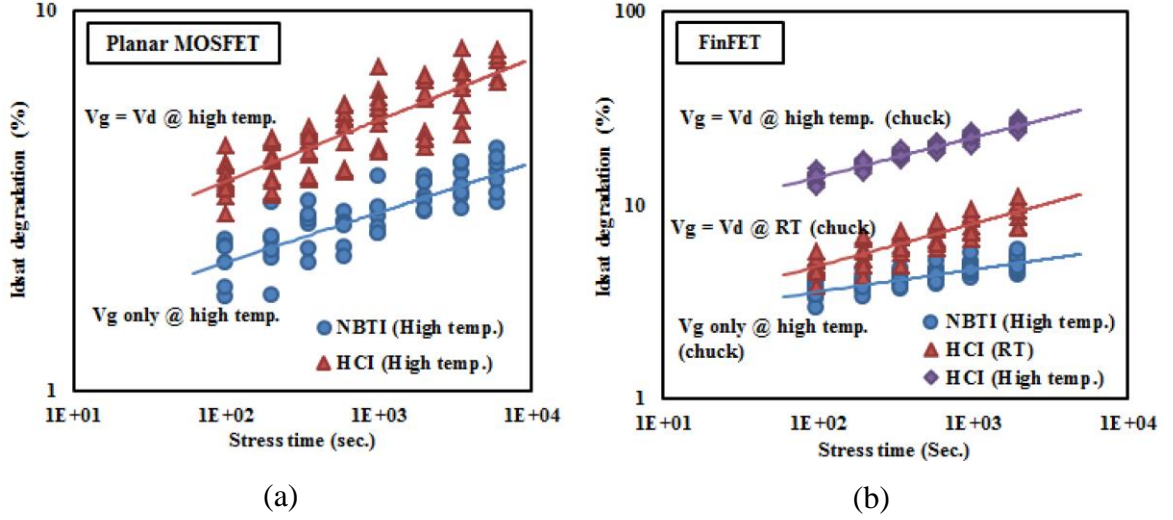 10
Planar MOSFET
Vg = Vd @ high temp.
Idsat degradation (%)
Vg only @ high temp.
NBTI (High temp.)
HCI (High temp.)
1
1E+01
1E+02
1E+03
1E+04
Stress time (sec.)
(a)
100
FinFET
Vg = Vd @ high temp. (chuck)
Idsat degradation (%)
10
Vg = Vd @ RT (chuck)
Vg only @ high temp.
(chuck)
NBTI (High temp.)
HCI (RT)
HCI (High temp.)
1
1E+01
1E+02
1E+03
1E+04
Stress time (Sec.)
(b)